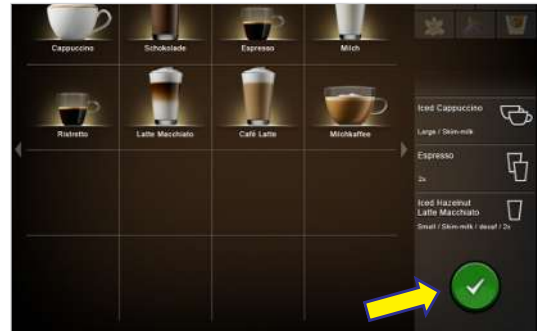 Cappuccino
Schokolade
Espresso
Milch
Ristretto
Latte Macchiato
Café Latte
Milchkaffee
Iced Cappuccino
Large / Skim-milk
Espresso
2x
Iced Hazelnut
Latte Macchiato
Small / Skim-milk / decaf / 2x